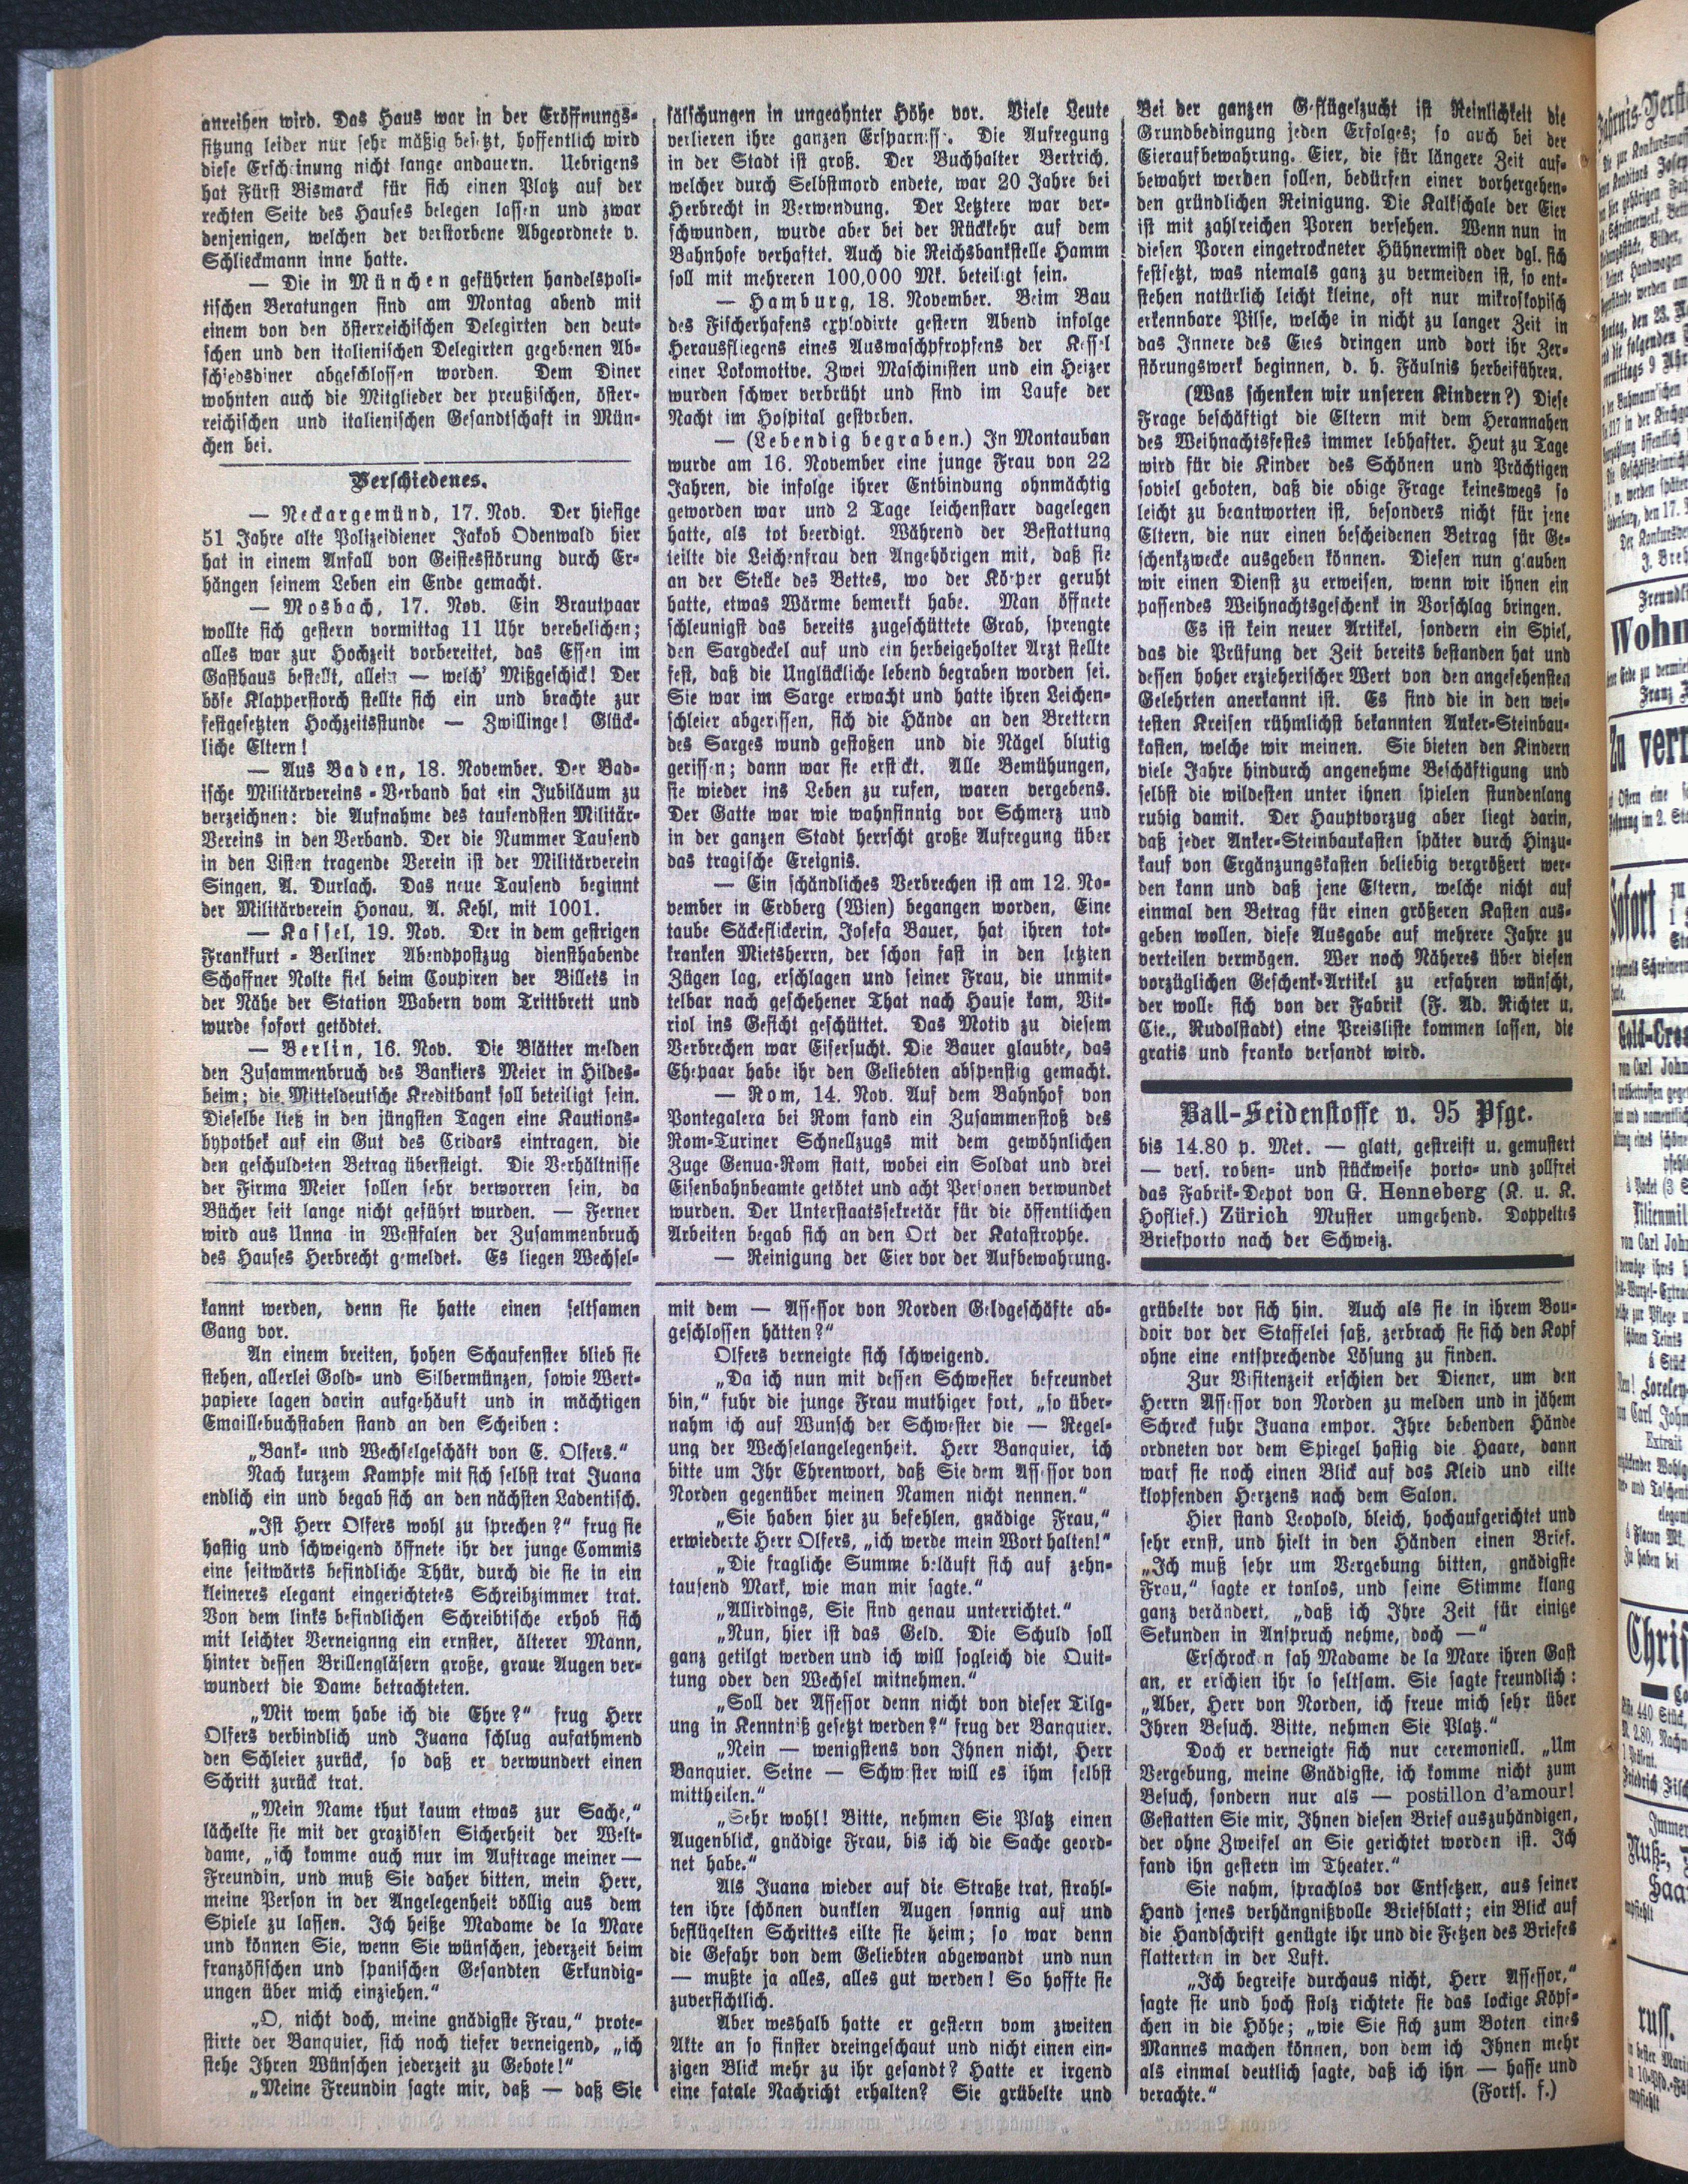 anreihen wird. Das Haus war in der Eröffnungs-
sitzung leider nur sehr mäßig besetzt, hoffentlich wird
diese Erscheinung nicht lange andauern. Uebrigens
hat Fürst Bismarck für sich einen Platz auf der
rechten Seite des Hauses belegen lassen und zwar
denjenigen, welchen der verstorbene Abgeordnete v.
Schlieckmann inne hatte.
— Die in München geführten handelspoli-
tischen Beratungen sind am Montag abend mit
einem von den österreichischen Delegirten den deut-
schen und den italienischen Delegirten gegebenen Ab-
schiedsdiner abgeschlossen worden. Dem Diner
wohnten auch die Mitglieder der preußischen, öster-
reichischen und italienischen Gesandtschaft in Mün-
chen bei.
Verschiedenes.
— Neckargemünd, 17. Nov. Der hiesige
51 Jahre alte Polizeidiener Jakob Odenwald hier
hat in einem Anfall von Geistesstörung durch Er-
hängen seinem Leben ein Ende gemacht.
— Mosbach, 17. Nov. Ein Brautpaar
wollte sich gestern vormittag 11 Uhr verehelichen;
alles war zur Hochzeit vorbereitet, das Essen im
Gasthaus bestellt, allein — welch' Mißgeschick! Der
böse Klapperstorch stellte sich ein und brachte zur
festgesetzten Hochzeitsstunde — Zwillinge! Glück-
liche Eltern!
— Aus Baden, 18. November. Der Bad-
ische Militärvereins-Verband hat ein Jubiläum zu
verzeichnen: die Aufnahme des tausendsten Militär-
Vereins in den Verband. Der die Nummer Tausend
in den Listen tragende Verein ist der Militärverein
Singen, A. Durlach. Das neue Tausend beginnt
der Militärverein Honau, A. Kehl, mit 1001.
— Kassel, 19. Nov. Der in dem gestrigen
Frankfurt-Berliner Abendpostzug diensthabende
Schaffner Nolte fiel beim Coupiren der Billets in
der Nähe der Station Wabern vom Trittbrett und
wurde sofort getödtet.
— Berlin, 16. Nov. Die Blätter melden
den Zusammenbruch des Bankiers Meier in Hildes-
heim; die Mitteldeutsche Kreditbank soll beteiligt sein.
Dieselbe ließ in den jüngsten Tagen eine Kautions-
hypothek auf ein Gut des Cridars eintragen, die
den geschuldeten Betrag übersteigt. Die Verhältnisse
der Firma Meier sollen sehr verworren sein, da
Bücher seit lange nicht geführt wurden. — Ferner
wird aus Unna in Westfalen der Zusammenbruch
des Hauses Herbrecht gemeldet. Es liegen Wechsel-
fälschungen in ungeahnter Höhe vor. Viele Leute
verlieren ihre ganzen Ersparnisse. Die Aufregung
in der Stadt ist groß. Der Buchhalter Bertrich,
welcher durch Selbstmord endete, war 20 Jahre bei
Herbrecht in Verwendung. Der Letztere war ver-
schwunden, wurde aber bei der Rückkehr auf dem
Bahnhofe verhaftet. Auch die Reichsbankstelle Hamm
soll mit mehreren 100,000 Mk. beteiligt sein.
— Hamburg, 18. November. Beim Bau
des Fischerhafens explodirte gestern Abend infolge
Herausfliegens eines Auswaschpfropfens der Kessel
einer Lokomotive. Zwei Maschinisten und ein Heizer
wurden schwer verbrüht und sind im Laufe der
Nacht im Hospital gestorben.
— (Lebendig begraben.) In Montauban
wurde am 16. November eine junge Frau von 22
Jahren, die infolge ihrer Entbindung ohnmächtig
geworden war und 2 Tage leichenstarr dagelegen
hatte, als tot beerdigt. Während der Bestattung
teilte die Leichenfrau den Angehörigen mit, daß sie
an der Stelle des Bettes, wo der Körper geruht
hatte, etwas Wärme bemerkt habe. Man öffnete
schleunigst das bereits zugeschüttete Grab, sprengte
den Sargdeckel auf und ein herbeigeholter Arzt stellte
fest, daß die Unglückliche lebend begraben worden sei.
Sie war im Sarge erwacht und hatte ihren Leichen-
schleier abgerissen, sich die Hände an den Brettern
des Sarges wund gestoßen und die Nägel blutig
gerissen; dann war sie erstickt. Alle Bemühungen,
sie wieder ins Leben zu rufen, waren vergebens.
Der Gatte war wie wahnsinnig vor Schmerz und
in der ganzen Stadt herrscht große Aufregung über
das tragische Ereignis.
— Ein schändliches Verbrechen ist am 12. No-
vember in Erdberg (Wien) begangen worden. Eine
taube Säckeflickerin, Josefa Bauer, hat ihren tot-
kranken Mietsherrn, der schon fast in den letzten
Zügen lag, erschlagen und seiner Frau, die unmit-
telbar nach geschehener That nach Hause kam, Vit-
riol ins Gesicht geschüttet. Das Motiv zu diesem
Verbrechen war Eifersucht. Die Bauer glaubte, das
Ehepaar habe ihr den Geliebten abspenstig gemacht.
— Rom, 14. Nov. Auf dem Bahnhof von
Pontegalera bei Rom fand ein Zusammenstoß des
Rom-Turiner Schnellzugs mit dem gewöhnlichen
Zuge Genua-Rom statt, wobei ein Soldat und drei
Eisenbahnbeamte getötet und acht Personen verwundet
wurden. Der Unterstaatssekretär für die öffentlichen
Arbeiten begab sich an den Ort der Katastrophe.
— Reinigung der Eier vor der Aufbewahrung.
Bei der ganzen Geflügelzucht ist Reinlichkeit die
Grundbedingung jeden Erfolges; so auch bei der
Eieraufbewahrung. Eier, die für längere Zeit auf-
bewahrt werden sollen, bedürfen einer vorhergehen-
den gründlichen Reinigung. Die Kalkschale der Eier
ist mit zahlreichen Poren versehen. Wenn nun in
diesen Poren eingetrockneter Hühnermist oder dgl. sich
festsetzt, was niemals ganz zu vermeiden ist, so ent-
stehen natürlich leicht kleine, oft nur mikroskopisch
erkennbare Pilse, welche in nicht zu langer Zeit in
das Innere des Eies dringen und dort ihr Zer-
störungswerk beginnen, d. h. Fäulnis herbeiführen.
(Was schenken wir unseren Kindern?) Diese
Frage beschäftigt die Eltern mit dem Herannahen
des Weihnachtsfestes immer lebhafter. Heut zu Tage
wird für die Kinder des Schönen und Prächtigen
soviel geboten, daß die obige Frage keineswegs so
leicht zu beantworten ist, besonders nicht für jene
Eltern, die nur einen bescheidenen Betrag für Ge-
schenkzwecke ausgeben können. Diesen nun glauben
wir einen Dienst zu erweisen, wenn wir ihnen ein
passendes Weihnachtsgeschenk in Vorschlag bringen.
Es ist kein neuer Artikel, sondern ein Spiel,
das die Prüfung der Zeit bereits bestanden hat und
dessen hoher erzieherischer Wert von den angesehensten
Gelehrten anerkannt ist. Es sind die in den wei-
testen Kreisen rühmlichst bekannten Anker-Steinbau-
kasten, welche wir meinen. Sie bieten den Kindern
viele Jahre hindurch angenehme Beschäftigung und
selbst die wildesten unter ihnen spielen stundenlang
ruhig damit. Der Hauptvorzug aber liegt darin,
daß jeder Anker-Steinbaukasten später durch Hinzu-
kauf von Ergänzungskasten beliebig vergrößert wer-
den kann und daß jene Eltern, welche nicht auf
einmal den Betrag für einen größeren Kasten aus-
geben wollen, diese Ausgabe auf mehrere Jahre zu
verteilen vermögen. Wer noch Näheres über diesen
vorzüglichen Geschenk-Artikel zu erfahren wünscht,
der wolle sich von der Fabrik (F. Ad. Richter u.
Cie., Rudolstadt) eine Preisliste kommen lassen, die
gratis und franko versandt wird.
Ball-Seidenstoffe v. 95 Pfge.
bis 14.80 p. Met. — glatt, gestreift u. gemustert
— vers. roben- und stückweise porto- und zollfrei
das Fabrik-Depot von G. Henneberg (K. u. K.
Hoflief.) Zürich Muster umgehend. Doppeltes
Briefporto nach der Schweiz.
kannt werden, denn sie hatte einen seltsamen
Gang vor.
An einem breiten, hohen Schaufenster blieb sie
stehen, allerlei Gold- und Silbermünzen, sowie Wert-
papiere lagen darin aufgehäuft und in mächtigen
Emaillebuchstaben stand an den Scheiben:
„Bank- und Wechselgeschäft von E. Olfers.“
Nach kurzem Kampfe mit sich selbst trat Juana
endlich ein und begab sich an den nächsten Ladentisch.
„Ist Herr Olfers wohl zu sprechen?“ frug sie
hastig und schweigend öffnete ihr der junge Commis
eine seitwärts befindliche Thür, durch die sie in ein
kleineres elegant eingerichtetes Schreibzimmer trat.
Von dem links befindlichen Schreibtische erhob sich
mit leichter Verneignng ein ernster, älterer Mann,
hinter dessen Brillengläsern große, graue Augen ver-
wundert die Dame betrachteten.
„Mit wem habe ich die Ehre?“ frug Herr
Olfers verbindlich und Juana schlug aufathmend
den Schleier zurück, so daß er verwundert einen
Schritt zurück trat.
„Mein Name thut kaum etwas zur Sache,“
lächelte sie mit der graziösen Sicherheit der Welt-
dame, „ich komme auch nur im Auftrage meiner —
Freundin, und muß Sie daher bitten, mein Herr,
meine Person in der Angelegenheit völlig aus dem
Spiele zu lassen. Ich heiße Madame de la Mare
und können Sie, wenn Sie wünschen, jederzeit beim
französischen und spanischen Gesandten Erkundig-
ungen über mich einziehen.“
„O, nicht doch, meine gnädigste Frau,“ prote-
stirte der Banquier, sich noch tiefer verneigend, „ich
stehe Ihren Wünschen jederzeit zu Gebote!“
„Meine Freundin sagte mir, daß — daß Sie
mit dem — Assessor von Norden Geldgeschäfte ab-
geschlossen hätten?“
Olfers verneigte sich schweigend.
„Da ich nun mit dessen Schwester befreundet
bin,“ fuhr die junge Frau muthiger fort, „so über-
nahm ich auf Wunsch der Schwester die — Regel-
ung der Wechselangelegenheit. Herr Banquier, ich
bitte um Ihr Ehrenwort, daß Sie dem Assessor von
Norden gegenüber meinen Namen nicht nennen.“
„Sie haben hier zu befehlen, gnädige Frau,“
erwiederte Herr Olfers, „ich werde mein Wort halten!“
„Die fragliche Summe beläuft sich auf zehn-
tausend Mark, wie man mir sagte.“
„Allirdings, Sie sind genau unterrichtet.“
„Nun, hier ist das Geld. Die Schuld soll
ganz getilgt werden und ich will sogleich die Quit-
tung oder den Wechsel mitnehmen.“
„Soll der Assessor denn nicht von dieser Tilg-
ung in Kenntniß gesetzt werden?“ frug der Banquier.
„Nein — wenigstens von Ihnen nicht, Herr
Banquier. Seine — Schwester will es ihm selbst
mittheilen.“
„Sehr wohl! Bitte, nehmen Sie Platz einen
Augenblick, gnädige Frau, bis ich die Sache geord-
net habe.“
Als Juana wieder auf die Straße trat, strahl-
ten ihre schönen dunklen Augen sonnig auf und
beflügelten Schrittes eilte sie heim; so war denn
die Gefahr von dem Geliebten abgewandt und nun
— mußte ja alles, alles gut werden! So hoffte sie
zuversichtlich.
Aber weshalb hatte er gestern vom zweiten
Akte an so finster dreingeschaut und nicht einen ein-
zigen Blick mehr zu ihr gesandt? Hatte er irgend
eine fatale Nachricht erhalten? Sie grübelte und
grübelte vor sich hin. Auch als sie in ihrem Bou-
doir vor der Staffelei saß, zerbrach sie sich den Kopf
ohne eine entsprechende Lösung zu finden.
Zur Visitenzeit erschien der Diener, um den
Herrn Assessor von Norden zu melden und in jähem
Schreck fuhr Juana empor. Ihre bebenden Hände
ordneten vor dem Spiegel hastig die Haare, dann
warf sie noch einen Blick auf das Kleid und eilte
klopfenden Herzens nach dem Salon.
Hier stand Leopold, bleich, hochaufgerichtet und
sehr ernst, und hielt in den Händen einen Brief.
„Ich muß sehr um Vergebung bitten, gnädigste
Frau,“ sagte er tonlos, und seine Stimme klang
ganz verändert, „daß ich Ihre Zeit für einige
Sekunden in Anspruch nehme, doch —“
Erschrocken sah Madame de la Mare ihren Gast
an, er erschien ihr so seltsam. Sie sagte freundlich:
„Aber, Herr von Norden, ich freue mich sehr über
Ihren Besuch. Bitte, nehmen Sie Platz.“
Doch er verneigte sich nur ceremoniell. „Um
Vergebung, meine Gnädigste, ich komme nicht zum
Besuch, sondern nur als — postillon d'amour!
Gestatten Sie mir, Ihnen diesen Brief auszuhändigen,
der ohne Zweifel an Sie gerichtet worden ist. Ich
fand ihn gestern im Theater.“
Sie nahm, sprachlos vor Entsetzen, aus seiner
Hand jenes verhängnißvolle Briefblatt; ein Blick auf
die Handschrift genügte ihr und die Fetzen des Briefes
flatterten in der Luft.
„Ich begreife durchaus nicht, Herr Assessor,“
sagte sie und hoch stolz richtete sie das lockige Köpf-
chen in die Höhe; „wie Sie sich zum Boten eines
Mannes machen können, von dem ich Ihnen mehr
als einmal deutlich sagte, daß ich ihn — hasse und
verachte.“ (Forts. f.)